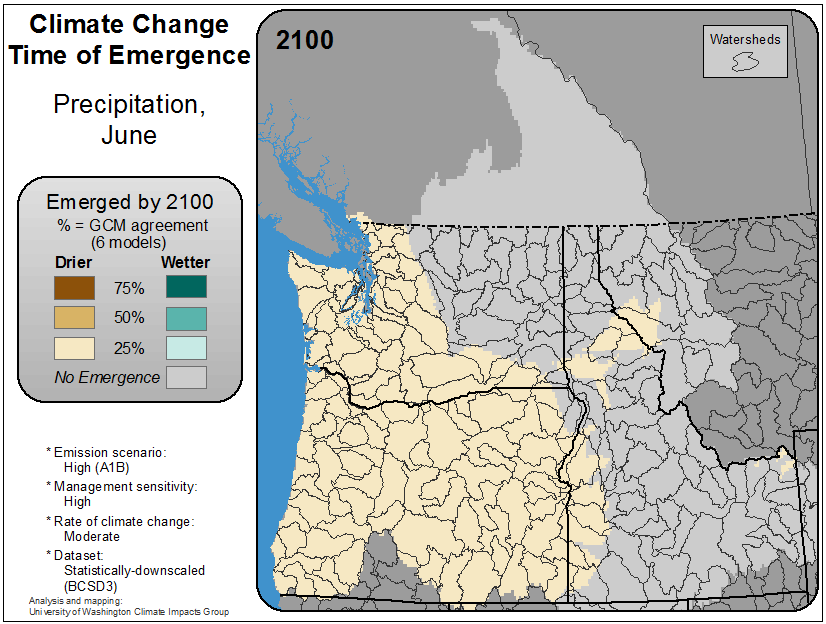 Climate Change
Time of Emergence
Precipitation,
June
2100
Watersheds
Emerged by 2100
% = GCM agreement
(6 models)
Drier Wetter
75%
50%
25%
No Emergence
* Emission scenario:
High (A1B)
* Management sensitivity:
High
* Rate of climate change:
Moderate
* Dataset:
Statistically-downscaled
(BCSD3)
Analysis and mapping:
University of Washington Climate Impacts Group